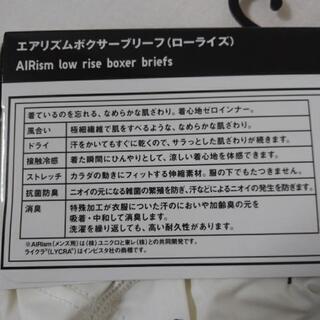 エアリズムボクサーブリーフ(ローライズ)
AIRism low rise boxer briefs
着ているのを忘れる、なめらかな肌ざわり。着心地ゼロインナー。
風合い 極細繊維で肌をすべるような、なめらかな肌ざわり。
ドライ 汗をかいてもすぐに乾くので、サラっとした肌ざわりが続きます。
接触冷感 着た瞬間にひんやりとして、涼しい着心地を体感できます。
ストレッチ カラダの動きにフィットする伸縮素材。服の下でもたつきません。
抗菌防臭 ニオイの元になる雑菌の繁殖を防ぎ、汗などによるニオイの発生を防ぎます。
消臭 特殊加工が衣服についた汗のにおいや加齢臭の元を
吸着・中和して消臭します。
洗濯を繰り返しても、高い耐久性があります。
※AIRism(メンズ用)は(株)ユニクロと東レ(株)との共同開発です。
ライクラ(LYCRA®)はインビスタ社の商標です。